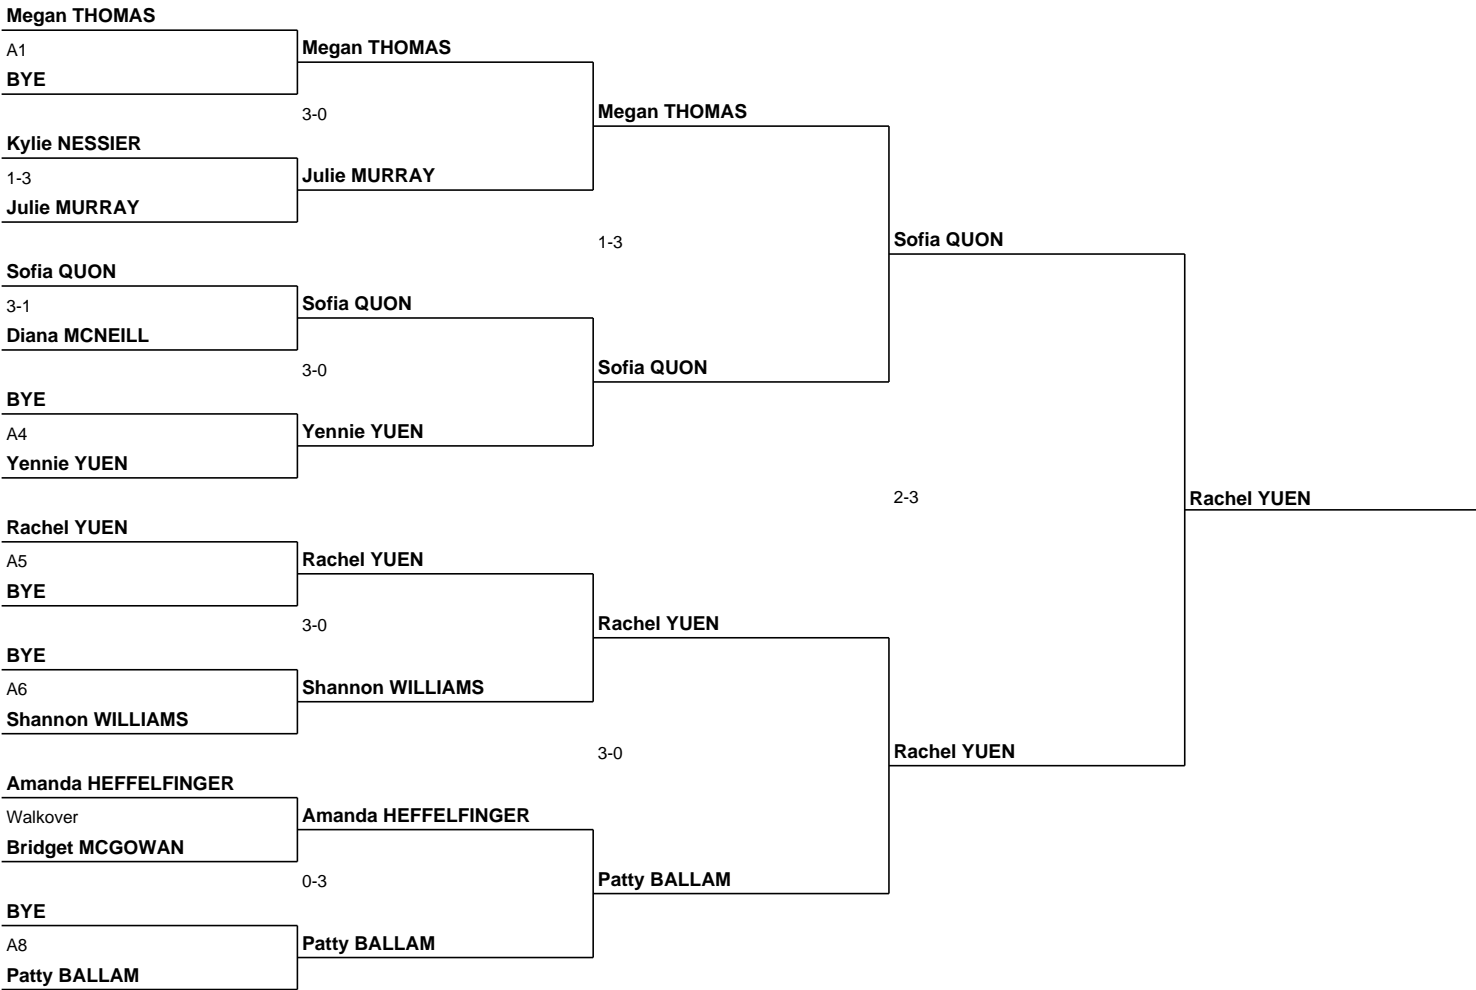 Megan THOMAS
A1
BYE
Kylie NESSIER
1-3
Julie MURRAY
Sofia QUON
3-1
Diana MCNEILL
BYE
A4
Yennie YUEN
Rachel YUEN
A5
BYE
BYE
A6
Shannon WILLIAMS
Amanda HEFFELFINGER
Walkover
Bridget MCGOWAN
BYE
A8
Patty BALLAM
Megan THOMAS
3-0
Julie MURRAY
Sofia QUON
3-0
Yennie YUEN
Rachel YUEN
3-0
Shannon WILLIAMS
Amanda HEFFELFINGER
0-3
Patty BALLAM
Megan THOMAS
1-3
Sofia QUON
Rachel YUEN
3-0
Patty BALLAM
Sofia QUON
2-3
Rachel YUEN
Rachel YUEN